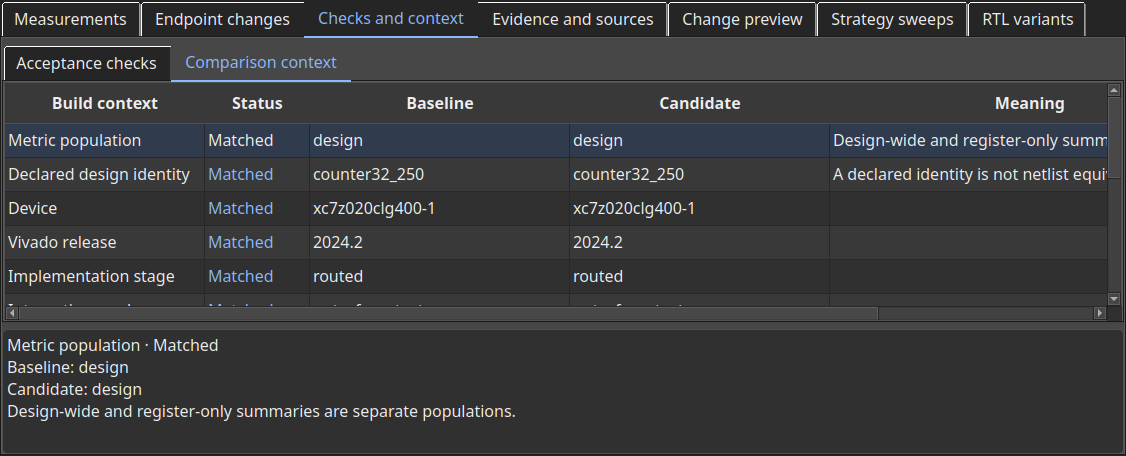 Measurements Endpoint changes Checks and context Evidence and sources Change preview Strategy sweeps RTL variants
Acceptance checks Comparison context
Build context Status Baseline Candidate Meaning
Metric population Matched design design Design-wide and register-only summ
Declared design identity Matched counter32_250 counter32_250 A declared identity is not netlist equi
Device Matched xc7z020clg400-1 xc7z020clg400-1
Vivado release Matched 2024.2 2024.2
Implementation stage Matched routed routed
Metric population · Matched
Baseline: design
Candidate: design
Design-wide and register-only summaries are separate populations.